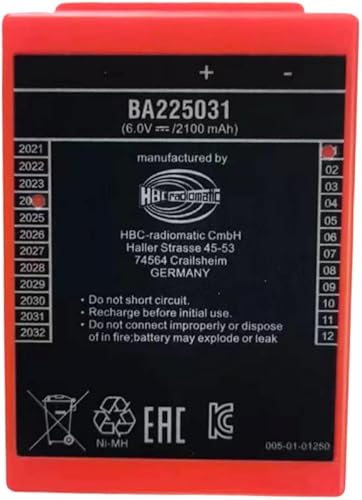 + -
BA225031
(6.0V⎓/2100 mAh)
manufactured by
HBC radiomatic
HBC-radiomatic GmbH
Haller Strasse 45-53
74564 Crailsheim
GERMANY
2021
2022
2023
2025
2026
2027
2028
2029
2030
2031
2032
02
03
04
05
06
07
08
09
10
11
12
• Do not short circuit.
• Recharge before initial use.
• Do not connect improperly or dispose
of in fire;battery may explode or leak
Ni-MH
EAC
005-01-01250